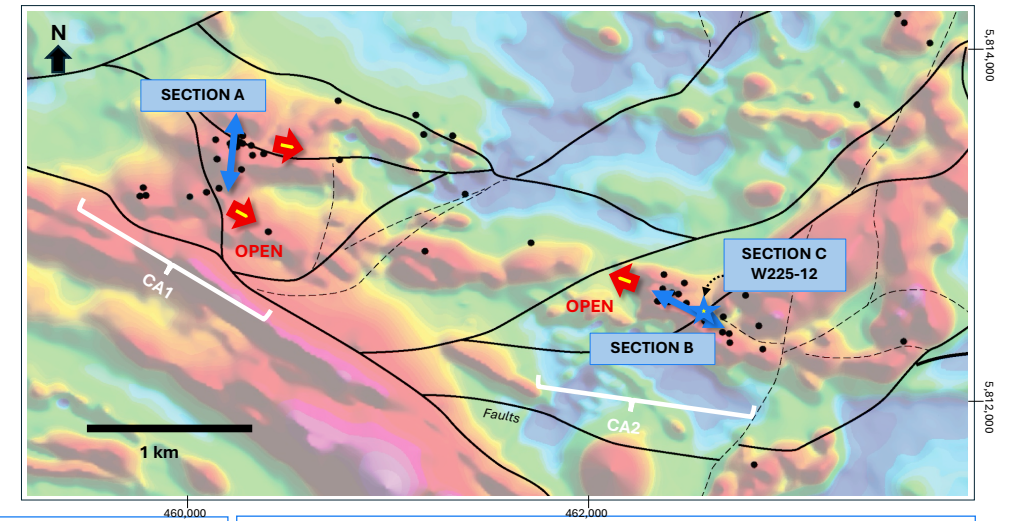 N
5,814,000
SECTION A
OPEN
CA1
SECTION C
W225-12
OPEN
SECTION B
CA2
Faults
5,812,000
1 km
460,000
462,000